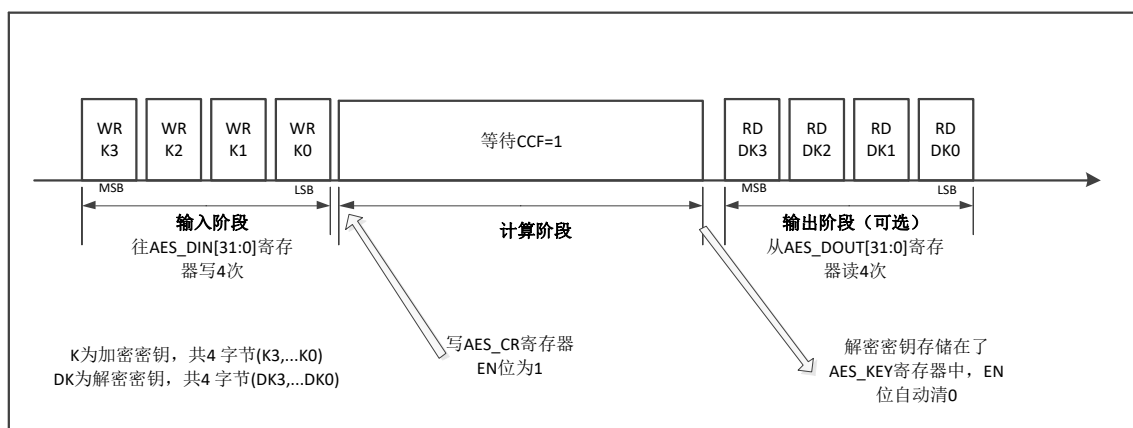 WR
K3
WR
K2
WR
K1
WR
K0
等待CCF=1
RD
DK3
RD
DK2
RD
DK1
RD
DK0
MSB
LSB
MSB
LSB
输入阶段
往AES_DIN[31:0]寄存
器写4次
计算阶段
输出阶段（可选）
从AES_DOUT[31:0]寄存
器读4次
写AES_CR寄存器
EN位为1
K为加密密钥，共4 字节(K3,...K0)
DK为解密密钥，共4 字节(DK3,...DK0)
解密密钥存储在了
AES_KEY寄存器中，EN
位自动清0